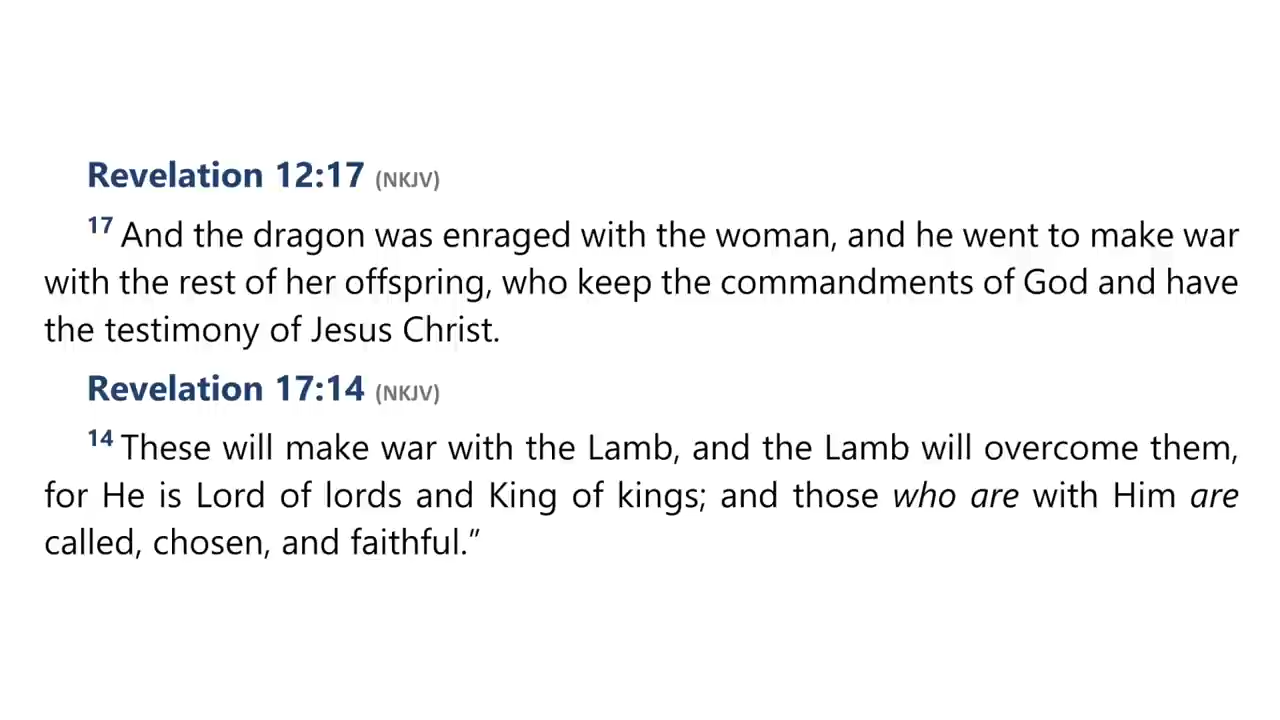 Revelation 12:17 (NKJV)
17 And the dragon was enraged with the woman, and he went to make war
with the rest of her offspring, who keep the commandments of God and have
the testimony of Jesus Christ.
Revelation 17:14 (NKJV)
14 These will make war with the Lamb, and the Lamb will overcome them,
for He is Lord of lords and King of kings; and those who are with Him are
called, chosen, and faithful.”